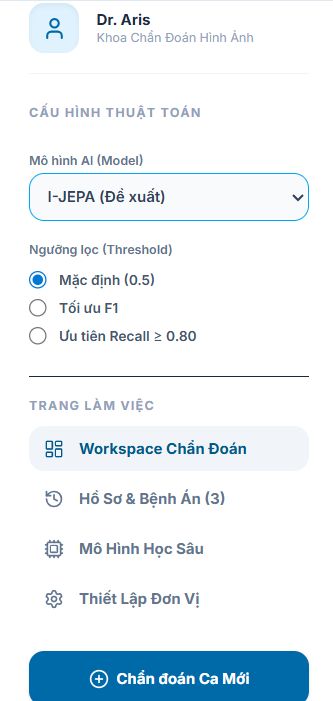 Dr. Aris
Khoa Chẩn Đoán Hình Ảnh
CẤU HÌNH THUẬT TOÁN
Mô hình AI (Model)
I-JEPA (Đề xuất)
Ngưỡng lọc (Threshold)
Mặc định (0.5)
Tối ưu F1
Ưu tiên Recall ≥ 0.80
TRANG LÀM VIỆC
Workspace Chẩn Đoán
Hồ Sơ & Bệnh Án (3)
Mô Hình Học Sâu
Thiết Lập Đơn Vị
Chẩn đoán Ca Mới